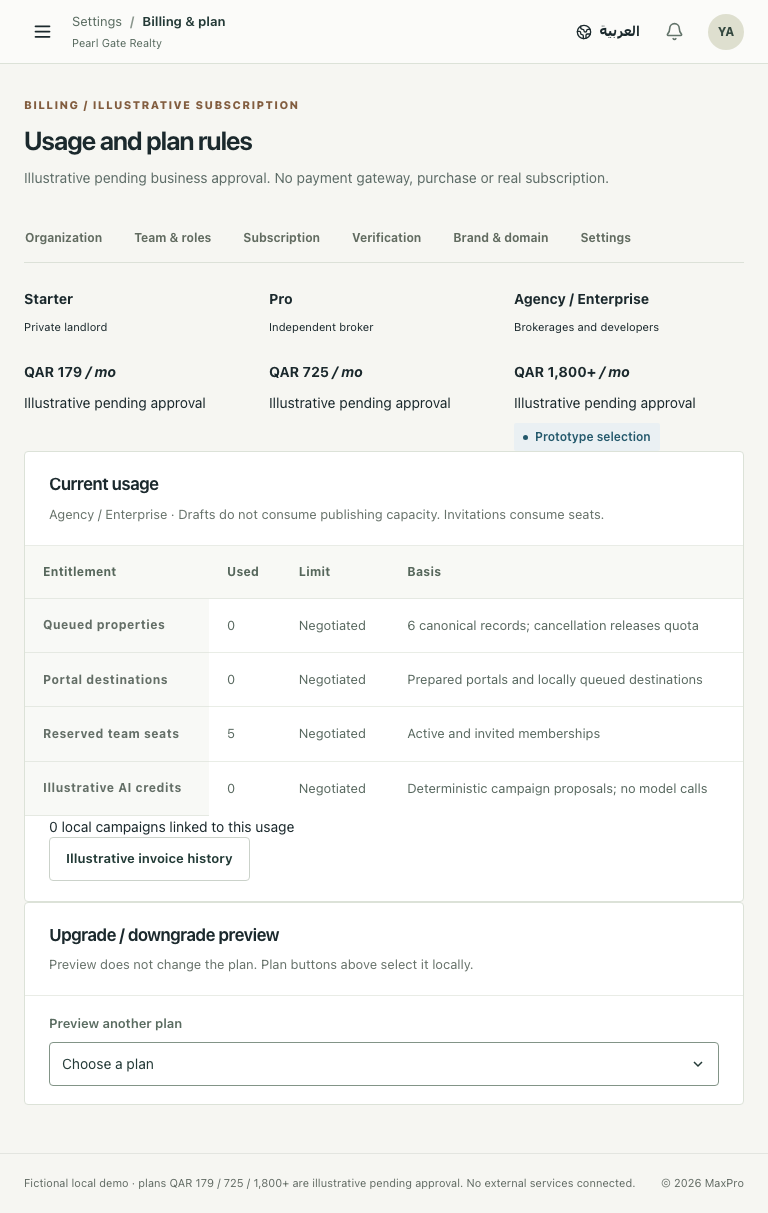 Settings / Billing & plan
Pearl Gate Realty
العربية
YA
BILLING / ILLUSTRATIVE SUBSCRIPTION
Usage and plan rules
Illustrative pending business approval. No payment gateway, purchase or real subscription.
Organization Team & roles Subscription Verification Brand & domain Settings
Starter
Private landlord
QAR 179 / mo
Illustrative pending approval
Pro
Independent broker
QAR 725 / mo
Illustrative pending approval
Agency / Enterprise
Brokerages and developers
QAR 1,800+ / mo
Illustrative pending approval
Prototype selection
Current usage
Agency / Enterprise · Drafts do not consume publishing capacity. Invitations consume seats.
Entitlement Used Limit Basis
Queued properties 0 Negotiated 6 canonical records; cancellation releases quota
Portal destinations 0 Negotiated Prepared portals and locally queued destinations
Reserved team seats 5 Negotiated Active and invited memberships
Illustrative AI credits 0 Negotiated Deterministic campaign proposals; no model calls
0 local campaigns linked to this usage
Illustrative invoice history
Upgrade / downgrade preview
Preview does not change the plan. Plan buttons above select it locally.
Preview another plan
Choose a plan
Fictional local demo · plans QAR 179 / 725 / 1,800+ are illustrative pending approval. No external services connected.
© 2026 MaxPro